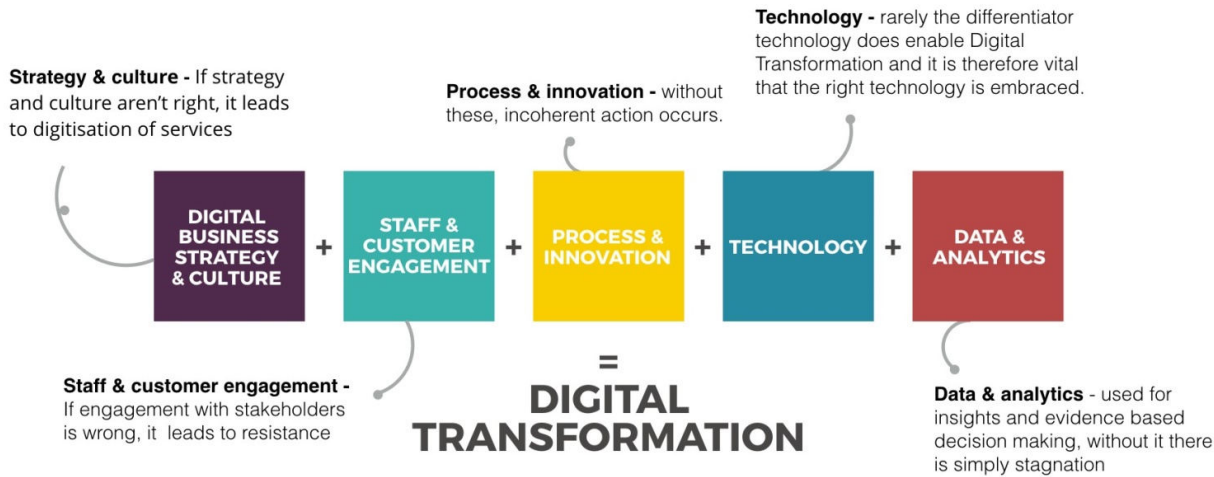 Technology - rarely the differentiator
technology does enable Digital
Transformation and it is therefore vital
that the right technology is embraced.
Strategy & culture - If strategy
and culture aren't right, it leads
to digitisation of services
Process & innovation - without
these, incoherent action occurs.
DIGITAL
BUSINESS
STRATEGY
& CULTURE
+
STAFF &
CUSTOMER
ENGAGEMENT
+
PROCESS &
INNOVATION
+
TECHNOLOGY
+
DATA &
ANALYTICS
=
DIGITAL
TRANSFORMATION
Staff & customer engagement -
If engagement with stakeholders
is wrong, it leads to resistance
Data & analytics - used for
insights and evidence based
decision making, without it there
is simply stagnation